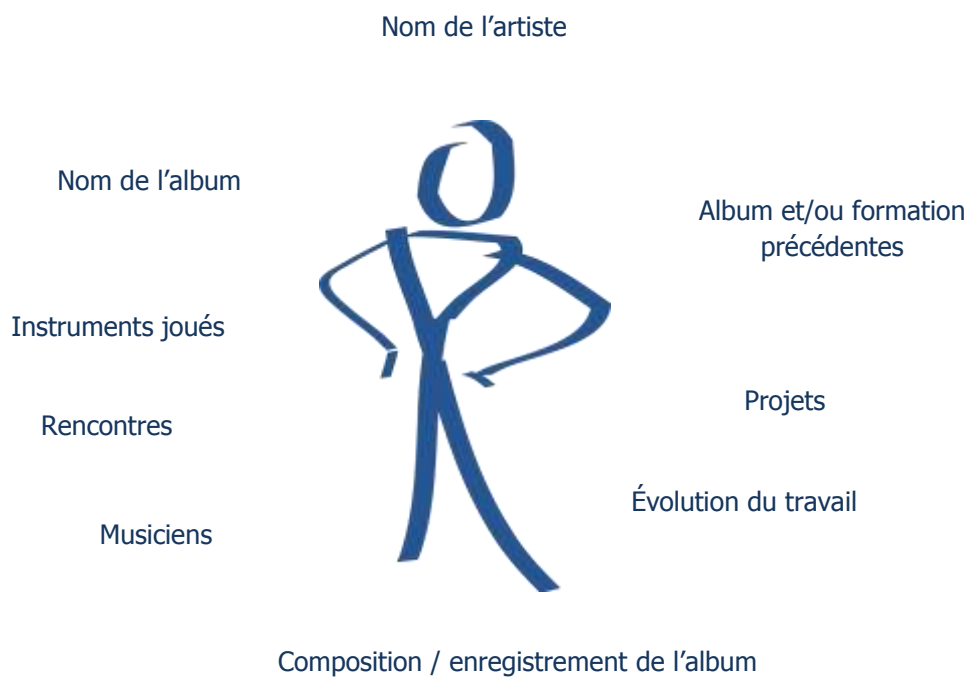 Nom de l’artiste
Nom de l’album
Album et/ou formation
précédentes
Instruments joués
Projets
Rencontres
Évolution du travail
Musiciens
Composition / enregistrement de l’album